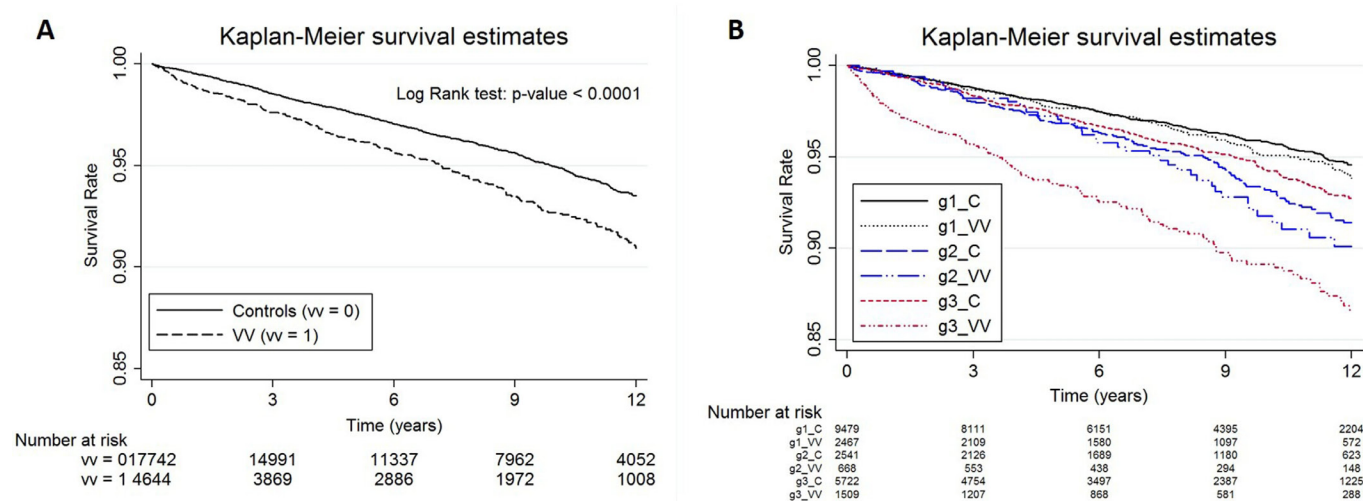 A
Kaplan-Meier survival estimates
Log Rank test: p-value < 0.0001
Survival Rate
1.00
0.95
0.90
0.85
Controls (vv = 0)
VV (vv = 1)
0 3 6 9 12
Time (years)
Number at risk
vv = 017742 14991 11337 7962 4052
vv = 1 4644 3869 2886 1972 1008
B
Kaplan-Meier survival estimates
Survival Rate
1.00
0.95
0.90
0.85
g1_C
g1_VV
g2_C
g2_VV
g3_C
g3_VV
0 3 6 9 12
Time (years)
Number at risk
g1_C 9479 8111 6151 4395 2204
g1_VV 2467 2109 1580 1097 572
g2_C 2541 2126 1689 1180 623
g2_VV 668 553 438 294 148
g3_C 5722 4754 3497 2387 1225
g3_VV 1509 1207 868 581 288